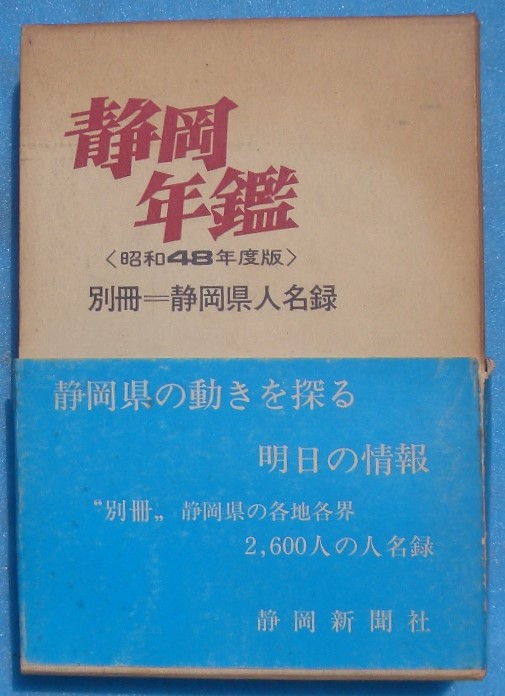 静岡
年鑑
〈昭和48年度版〉
別冊＝静岡県人名録
静岡県の動きを探る
明日の情報
“別冊„ 静岡県の各地各界
2,600人の人名録
静岡新聞社